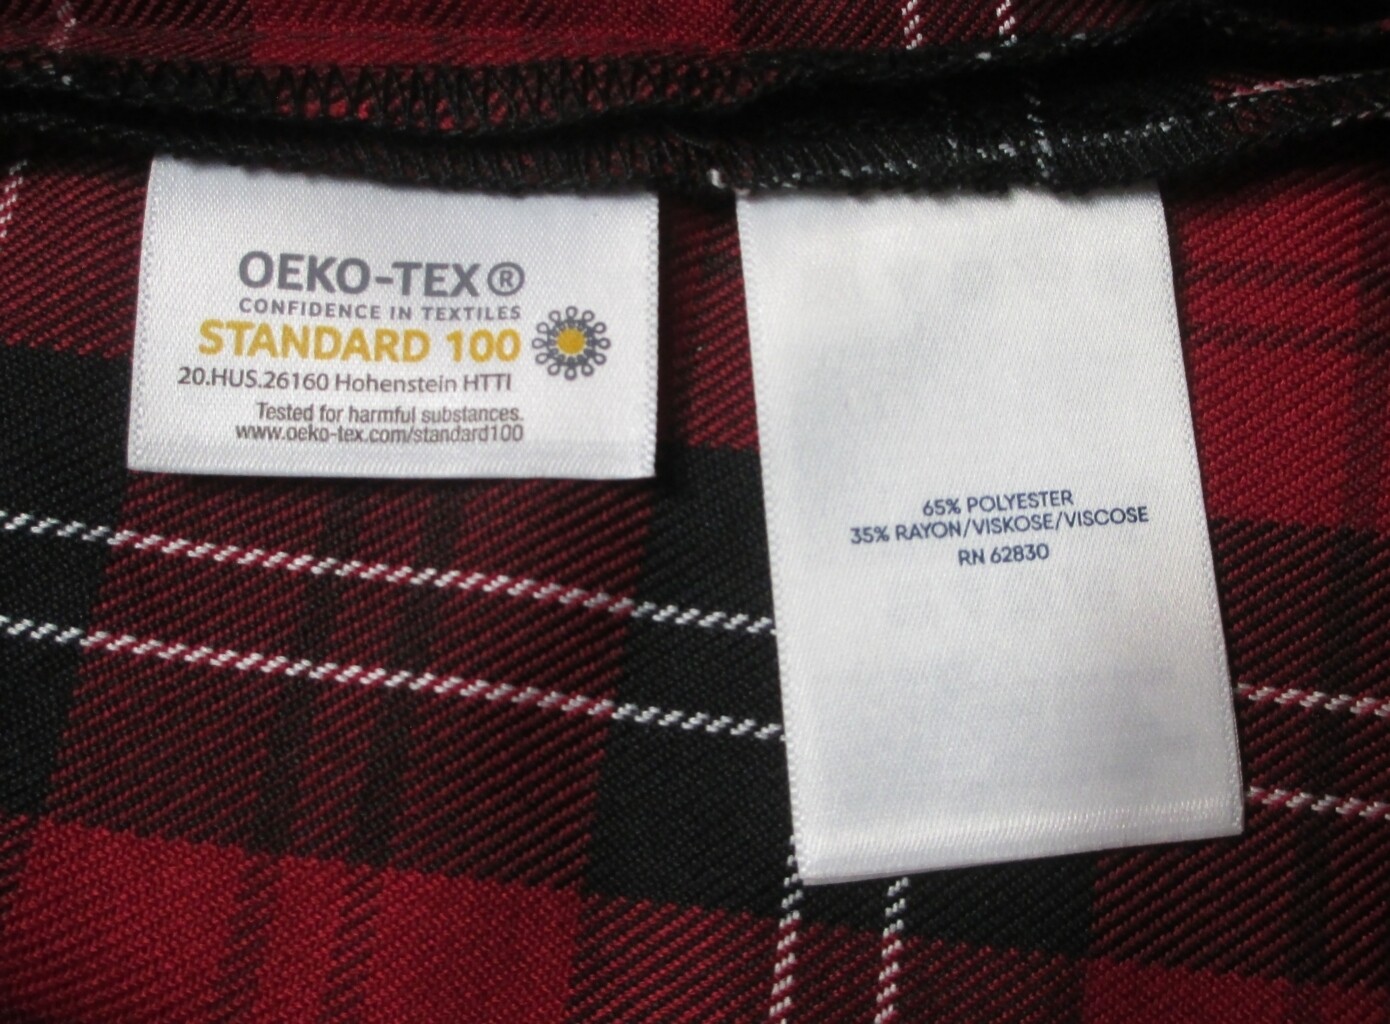 OEKO-TEX®
CONFIDENCE IN TEXTILES
STANDARD 100
20.HUS.26160 Hohenstein HTTI
Tested for harmful substances.
www.oeko-tex.com/standard100
65% POLYESTER
35% RAYON/VISKOSE/VISCOSE
RN 62830